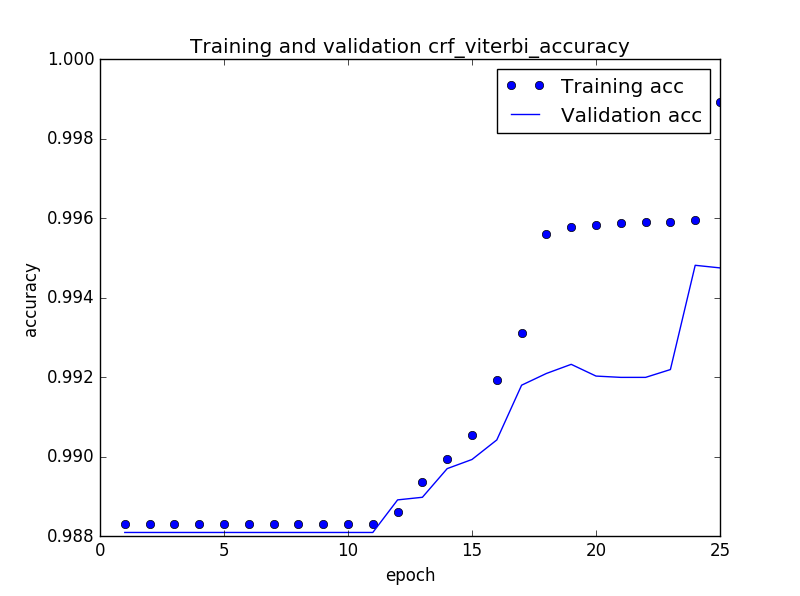 Training and validation crf_viterbi_accuracy
1.000
0.998
0.996
0.994
0.992
0.990
0.988
accuracy
Training acc
Validation acc
0 5 10 15 20 25
epoch